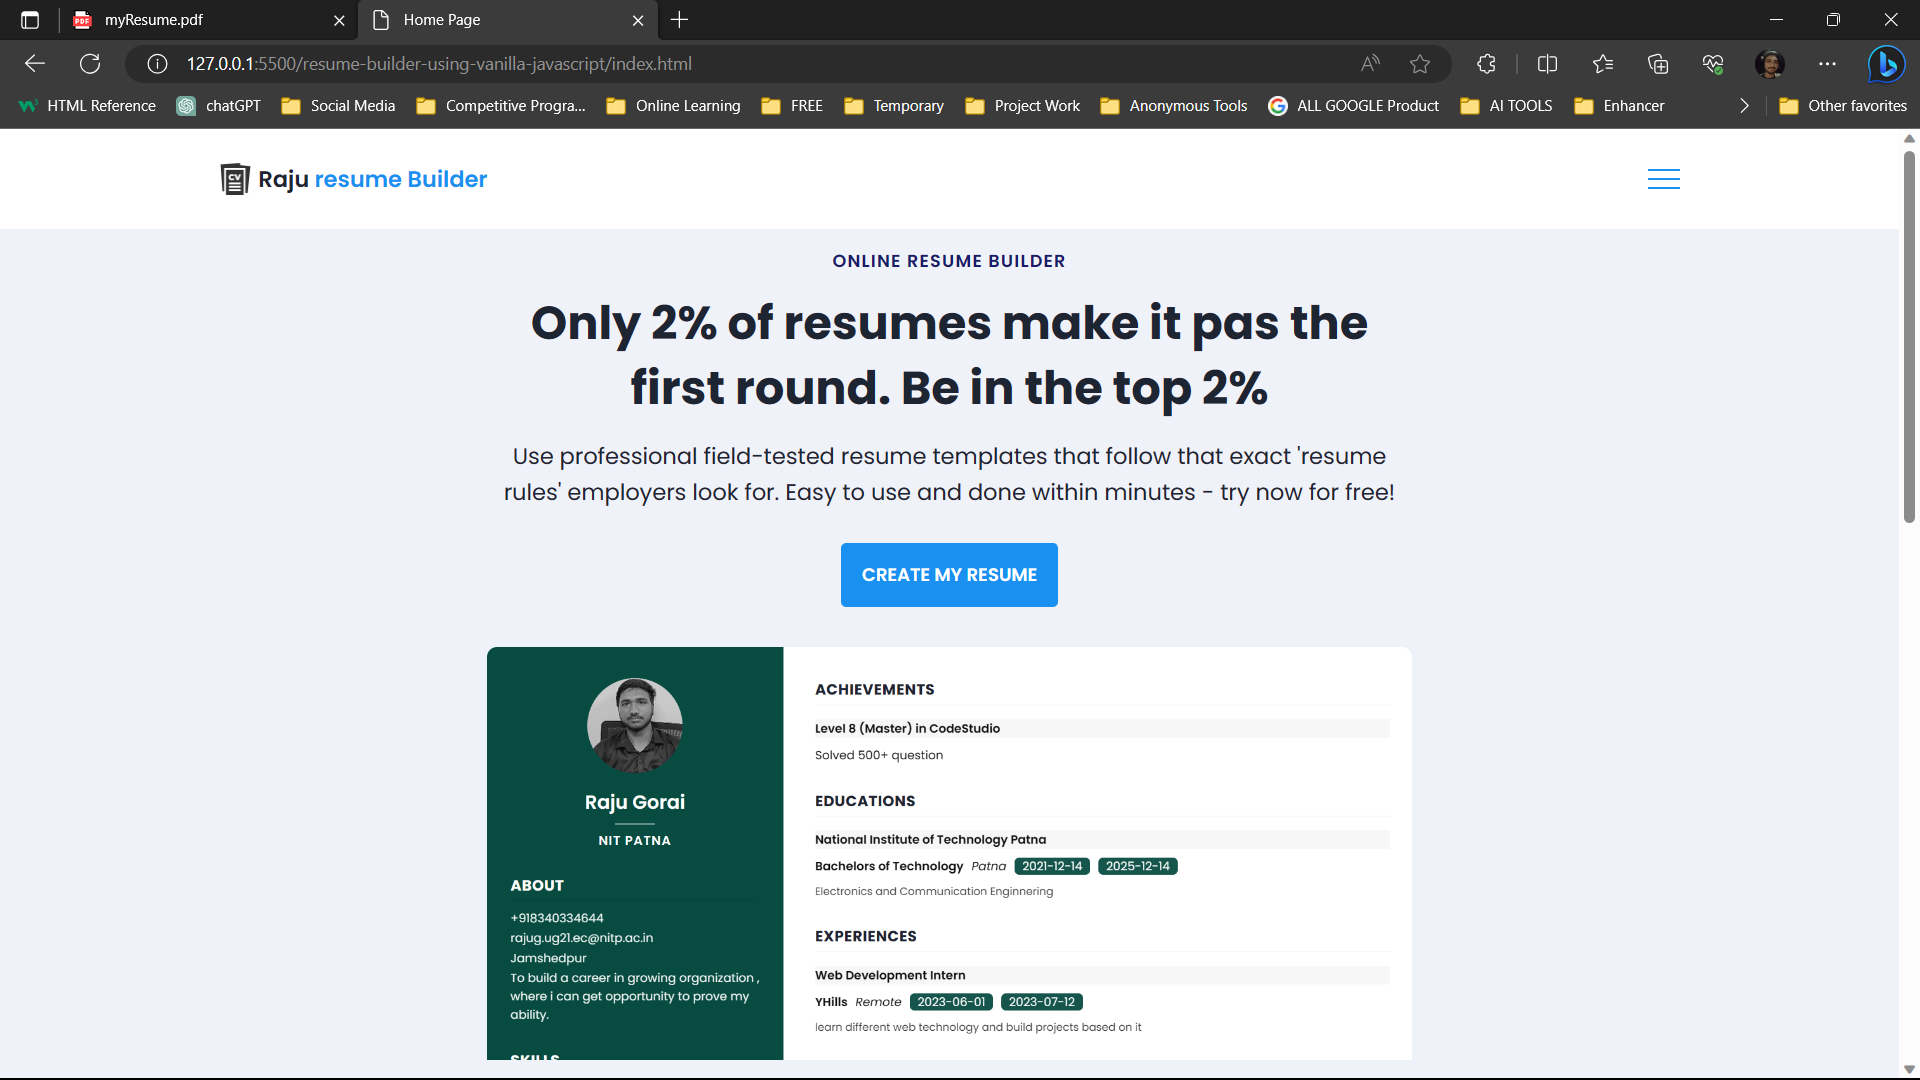 myResume.pdf
Home Page
127.0.0.1:5500/resume-builder-using-vanilla-javascript/index.html
HTML Reference
chatGPT
Social Media
Competitive Progra...
Online Learning
FREE
Temporary
Project Work
Anonymous Tools
ALL GOOGLE Product
AI TOOLS
Enhancer
Other favorites
Raju resume Builder
ONLINE RESUME BUILDER
Only 2% of resumes make it pas the
first round. Be in the top 2%
Use professional field-tested resume templates that follow that exact 'resume
rules' employers look for. Easy to use and done within minutes - try now for free!
CREATE MY RESUME
Raju Gorai
NIT PATNA
ABOUT
+918340334644
rajug.ug21.ec@nitp.ac.in
Jamshedpur
To build a career in growing organization ,
where i can get opportunity to prove my
ability.
SKILLS
ACHIEVEMENTS
Level 8 (Master) in CodeStudio
Solved 500+ question
EDUCATIONS
National Institute of Technology Patna
Bachelors of Technology Patna 2021-12-14 2025-12-14
Electronics and Communication Enginnering
EXPERIENCES
Web Development Intern
YHills Remote 2023-06-01 2023-07-12
learn different web technology and build projects based on it